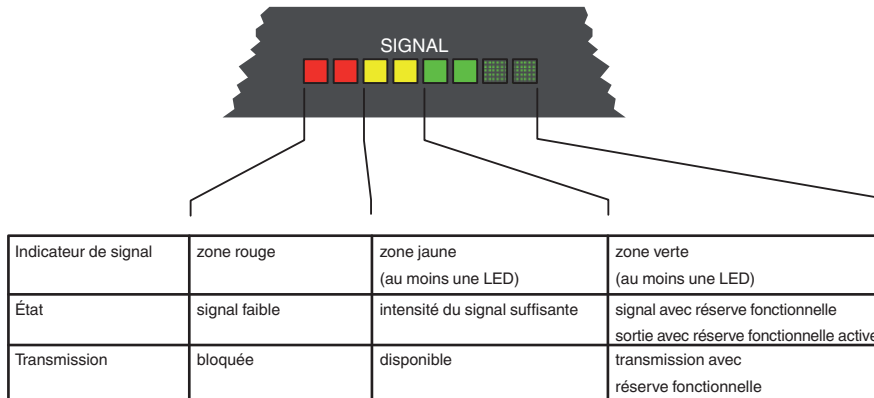 SIGNAL
Indicateur de signal
zone rouge
zone jaune
(au moins une LED)
zone verte
(au moins une LED)
État
signal faible
intensité du signal suffisante
signal avec réserve fonctionnelle
sortie avec réserve fonctionnelle active
Transmission
bloquée
disponible
transmission avec
réserve fonctionnelle